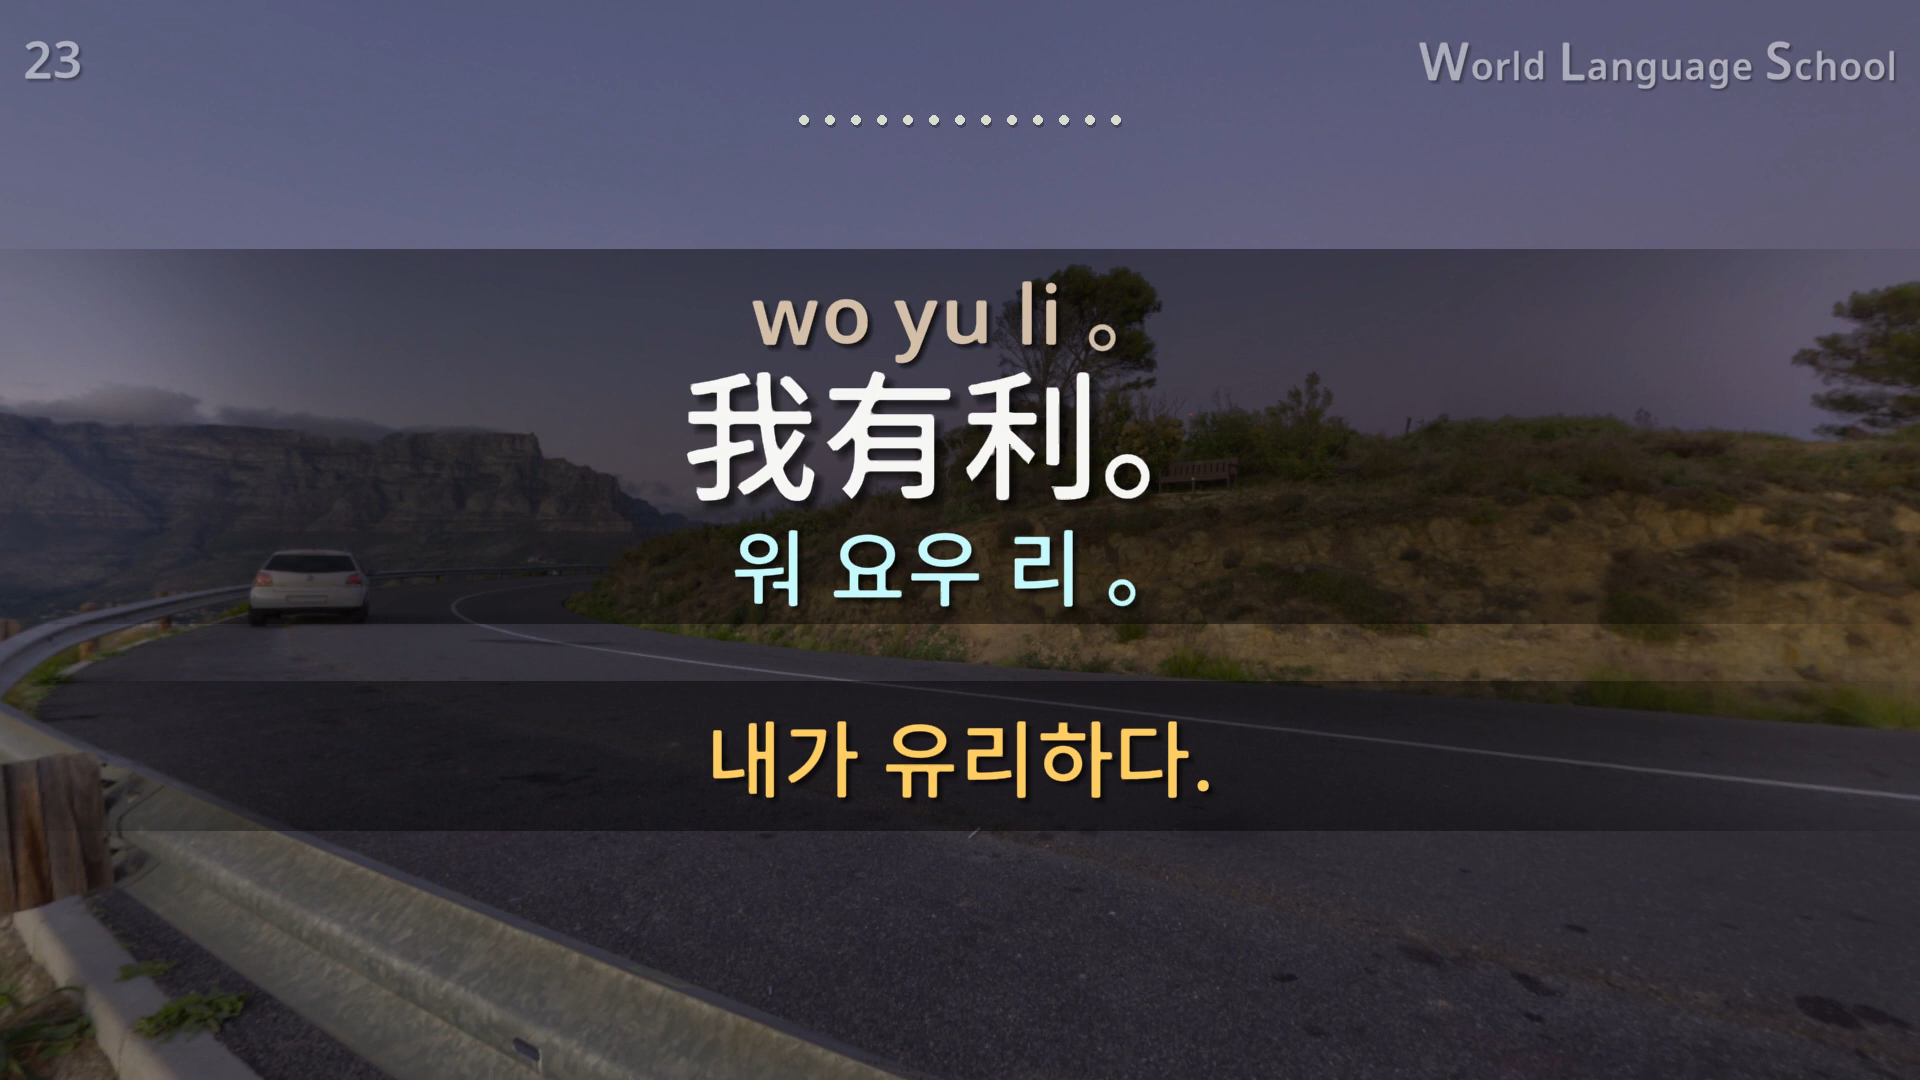 23
World Language School
wo yu li 。
我有利。
워 요우 리 。
내가 유리하다.